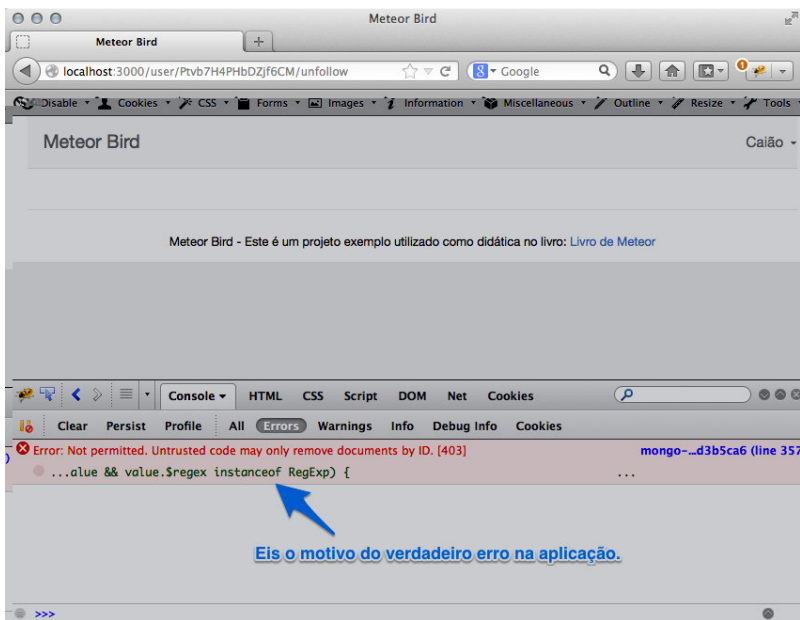 Meteor Bird
Meteor Bird
localhost:3000/user/Ptvb7H4PHbDZjf6CM/unfollow
Google
Disable Cookies CSS Forms Images Information Miscellaneous Outline Resize Tools
Meteor Bird
Caião
Meteor Bird - Este é um projeto exemplo utilizado como didática no livro: Livro de Meteor
Console HTML CSS Script DOM Net Cookies
Clear Persist Profile All Errors Warnings Info Debug Info Cookies
Error: Not permitted. Untrusted code may only remove documents by ID. [403]
mongo-...d3b5ca6 (line 357
)
...alue && value.$regex instanceof RegExp) {
...
Eis o motivo do verdadeiro erro na aplicação.
>>>